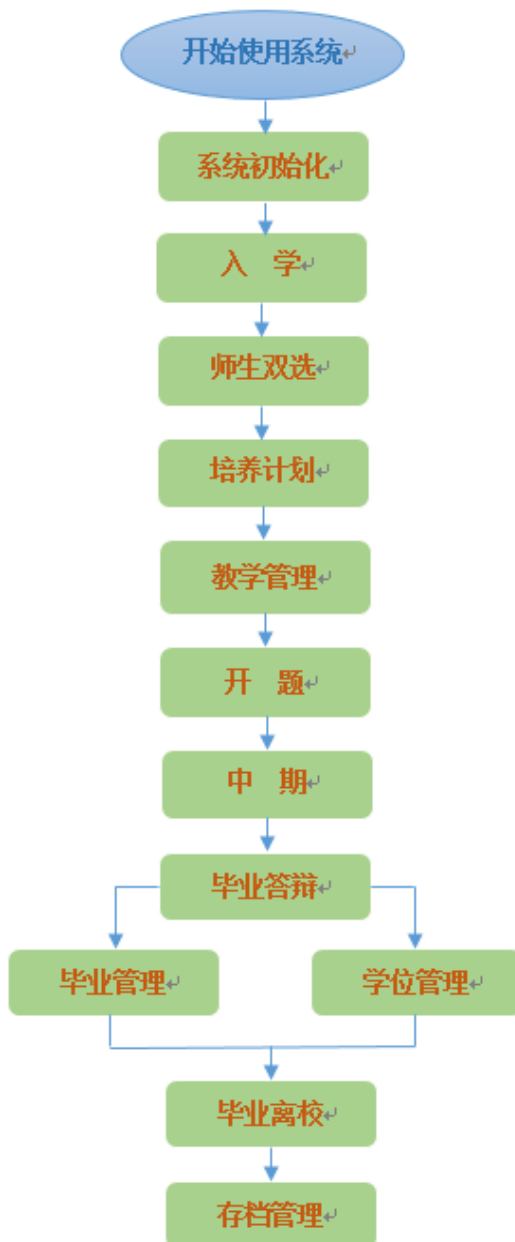 开始使用系统
系统初始化
入 学
师生双选
培养计划
教学管理
开 题
中 期
毕业答辩
毕业管理 学位管理
毕业离校
存档管理